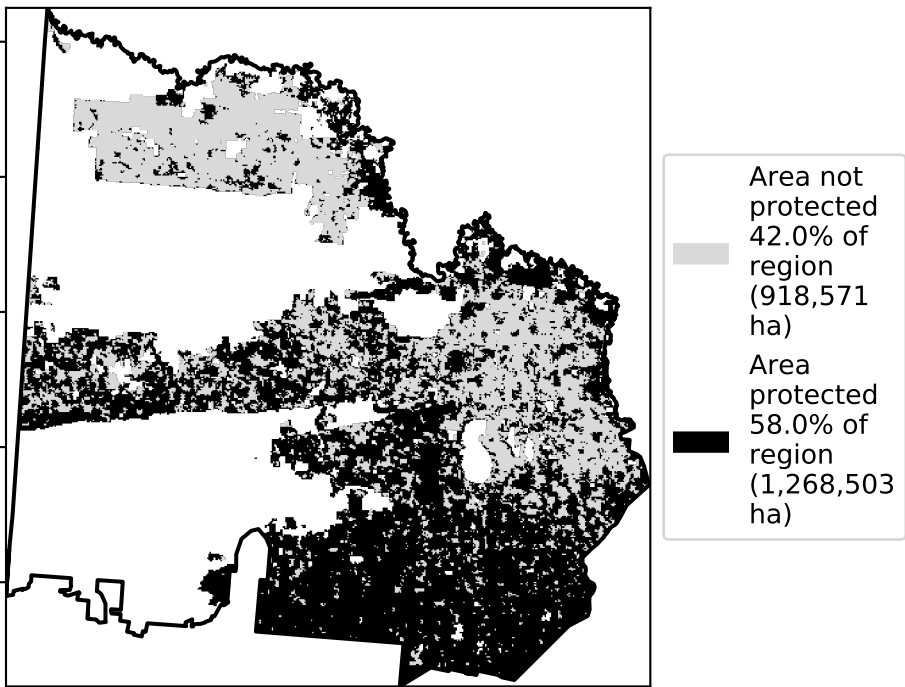 Area not
protected
42.0% of
region
(918,571
ha)
Area
protected
58.0% of
region
(1,268,503
ha)